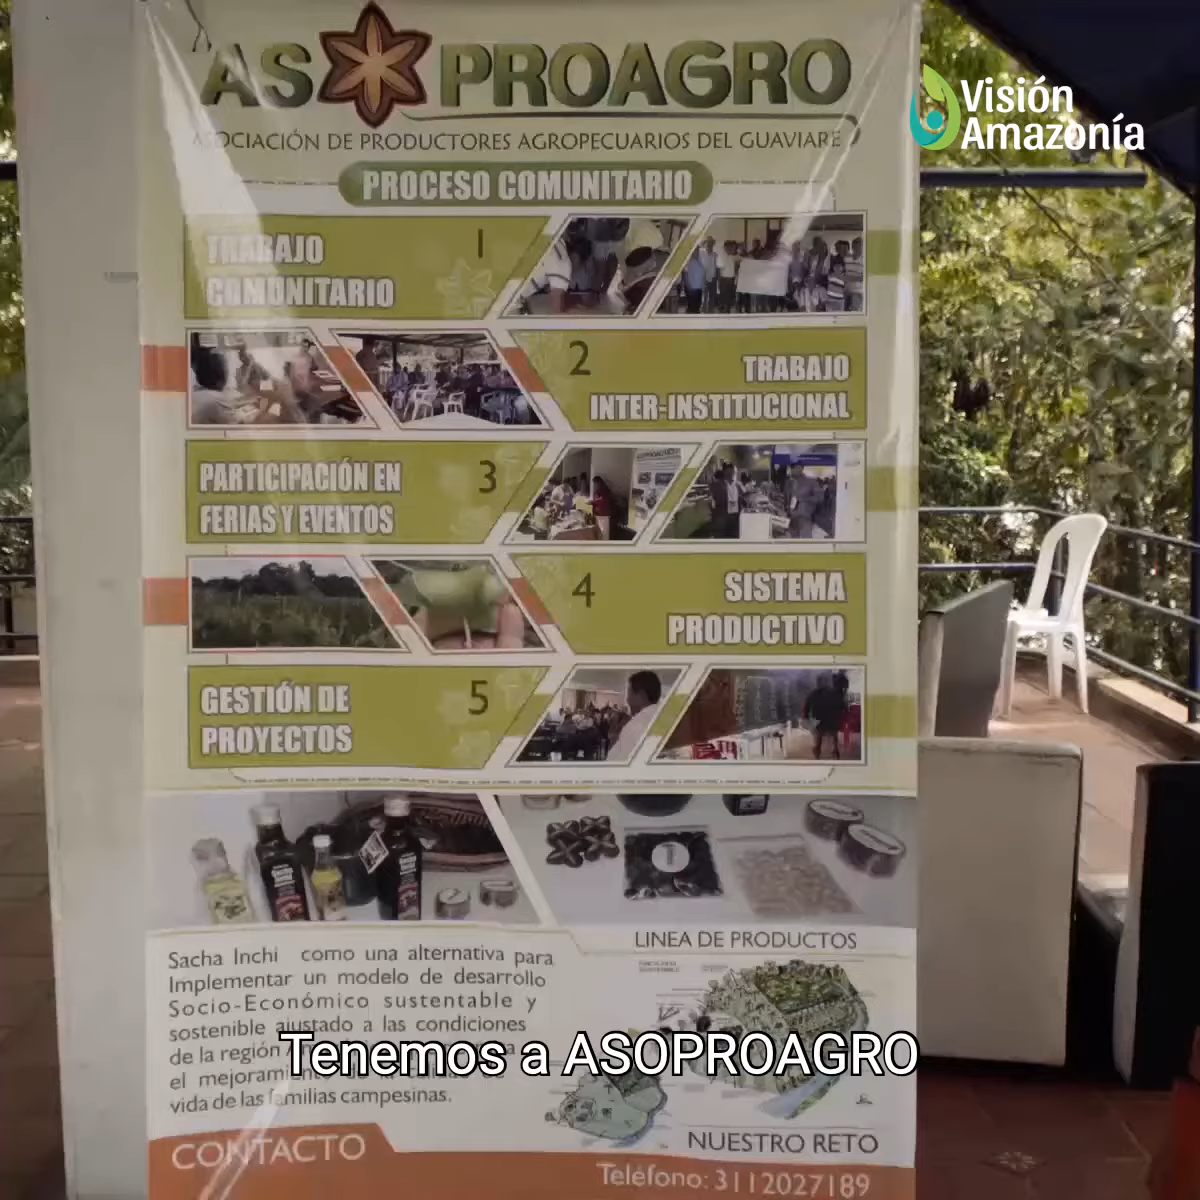 ASOPROAGRO
ASOCIACIÓN DE PRODUCTORES AGROPECUARIOS DEL GUAVIARE
Visión
Amazonía
PROCESO COMUNITARIO
TRABAJO
COMUNITARIO
1
2
TRABAJO
INTER-INSTITUCIONAL
PARTICIPACIÓN EN
FERIAS Y EVENTOS
3
4
SISTEMA
PRODUCTIVO
GESTIÓN DE
PROYECTOS
5
LINEA DE PRODUCTOS
Sacha Inchi como una alternativa para
Implementar un modelo de desarrollo
Socio-Económico sustentable y
sostenible ajustado a las condiciones
de la región
el mejoramiento
vida de las familias campesinas.
Tenemos a ASOPROAGRO
NUESTRO RETO
CONTACTO
Teléfono: 3112027189